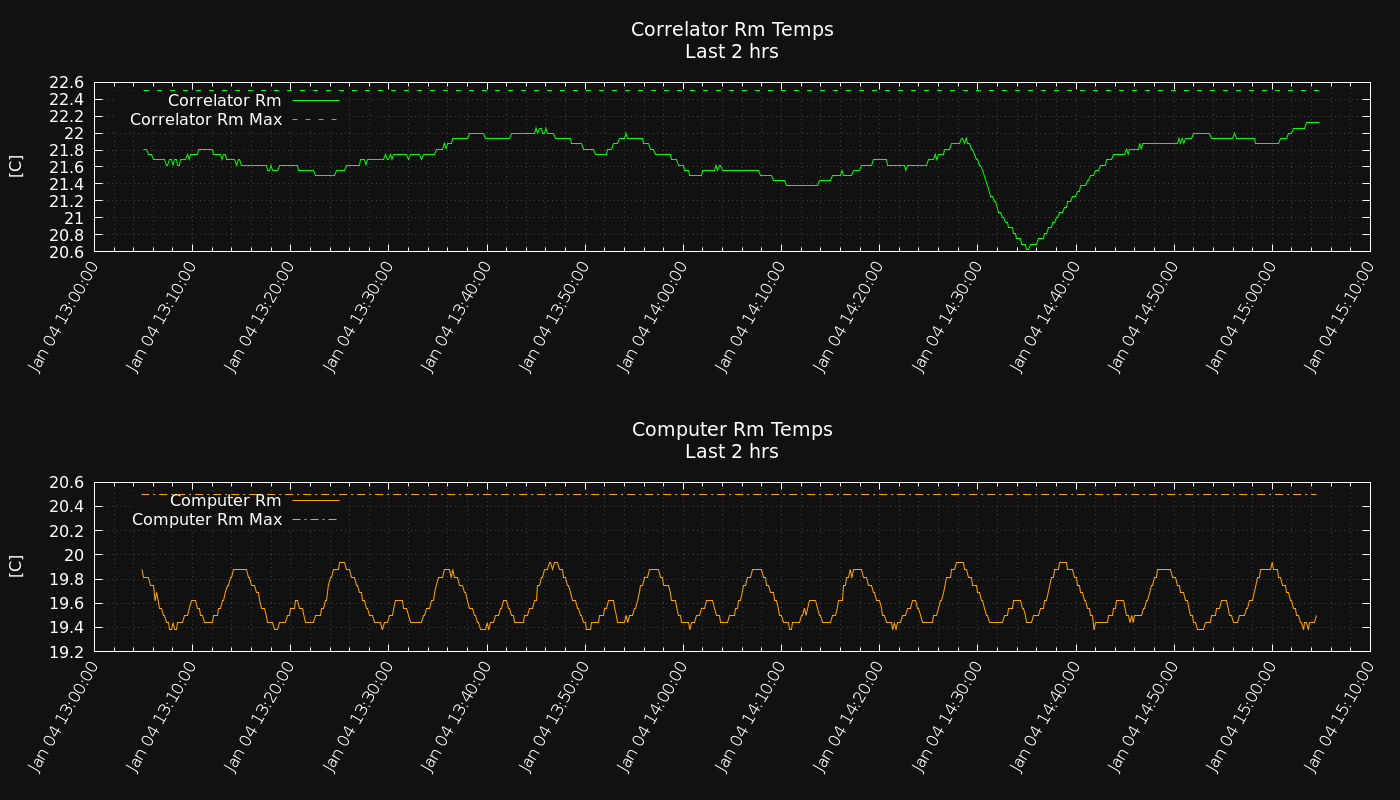 Correlator Rm Temps
Last 2 hrs
22.6
22.4
22.2
22
21.8
21.6
21.4
21.2
21
20.8
20.6
[C]
Correlator Rm
Correlator Rm Max
Jan 04 13:00:00
Jan 04 13:10:00
Jan 04 13:20:00
Jan 04 13:30:00
Jan 04 13:40:00
Jan 04 13:50:00
Jan 04 14:00:00
Jan 04 14:10:00
Jan 04 14:20:00
Jan 04 14:30:00
Jan 04 14:40:00
Jan 04 14:50:00
Jan 04 15:00:00
Jan 04 15:10:00
Computer Rm Temps
Last 2 hrs
20.6
20.4
20.2
20
19.8
19.6
19.4
19.2
[C]
Computer Rm
Computer Rm Max
Jan 04 13:00:00
Jan 04 13:10:00
Jan 04 13:20:00
Jan 04 13:30:00
Jan 04 13:40:00
Jan 04 13:50:00
Jan 04 14:00:00
Jan 04 14:10:00
Jan 04 14:20:00
Jan 04 14:30:00
Jan 04 14:40:00
Jan 04 14:50:00
Jan 04 15:00:00
Jan 04 15:10:00